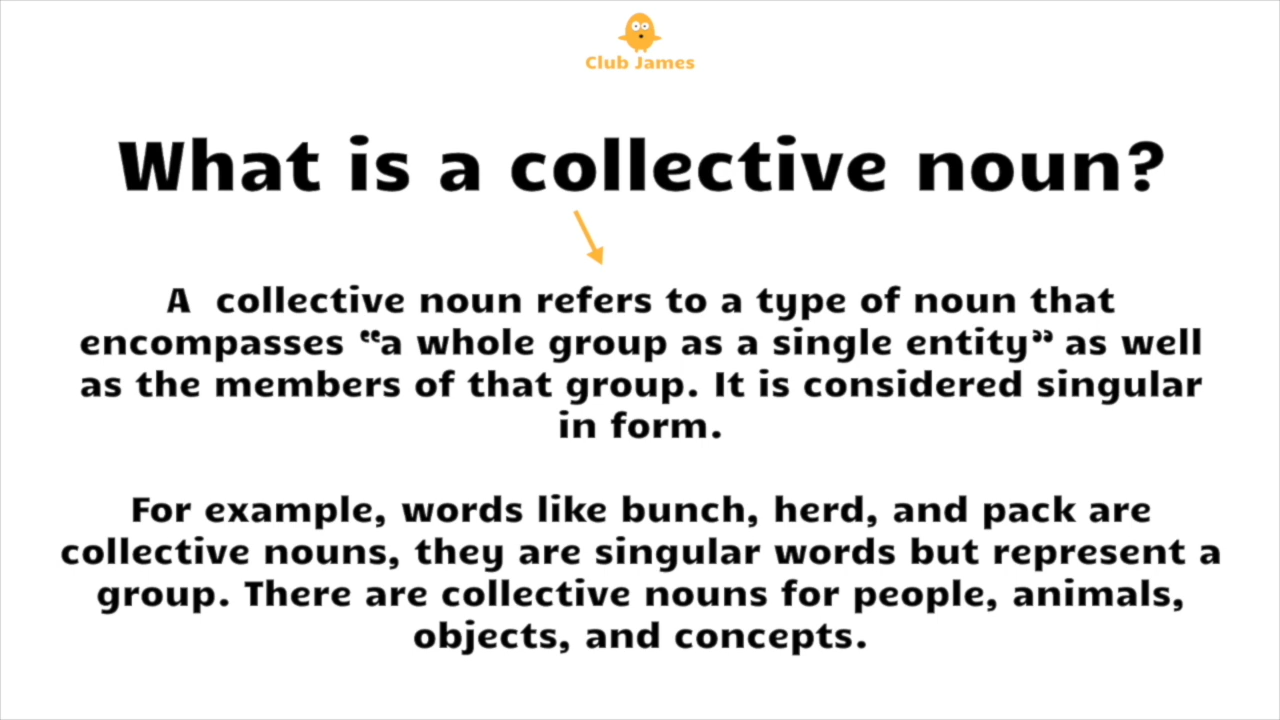 Club James
What is a collective noun?
A collective noun refers to a type of noun that
encompasses “a whole group as a single entity” as well
as the members of that group. It is considered singular
in form.
For example, words like bunch, herd, and pack are
collective nouns, they are singular words but represent a
group. There are collective nouns for people, animals,
objects, and concepts.